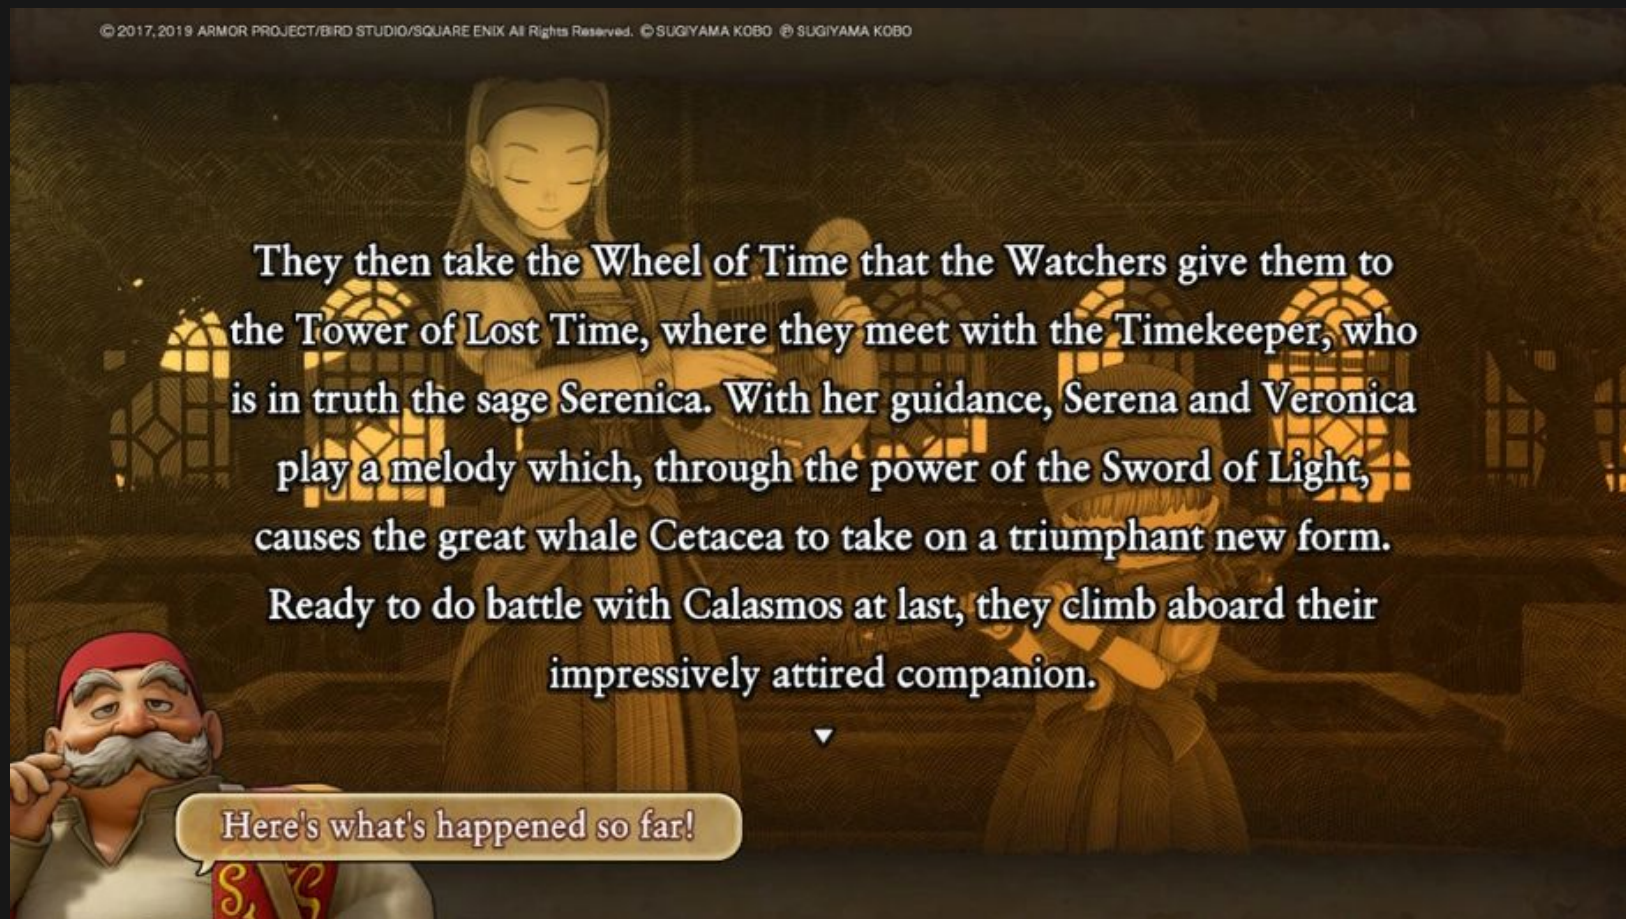 © 2017, 2019 ARMOR PROJECT/BIRD STUDIO/SQUARE ENIX All Rights Reserved. © SUGIYAMA KOBO ℗ SUGIYAMA KOBO
They then take the Wheel of Time that the Watchers give them to
the Tower of Lost Time, where they meet with the Timekeeper, who
is in truth the sage Serenica. With her guidance, Serena and Veronica
play a melody which, through the power of the Sword of Light,
causes the great whale Cetacea to take on a triumphant new form.
Ready to do battle with Calasmos at last, they climb aboard their
impressively attired companion.
Here's what's happened so far!